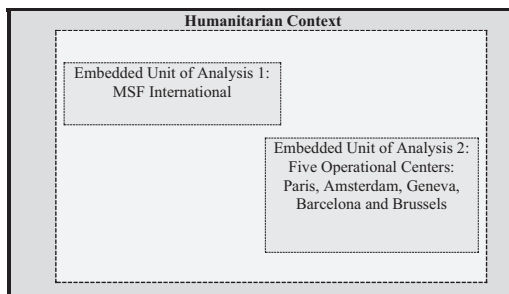 Humanitarian Context
Embedded Unit of Analysis 1:
MSF International
Embedded Unit of Analysis 2:
Five Operational Centers:
Paris, Amsterdam, Geneva,
Barcelona and Brussels